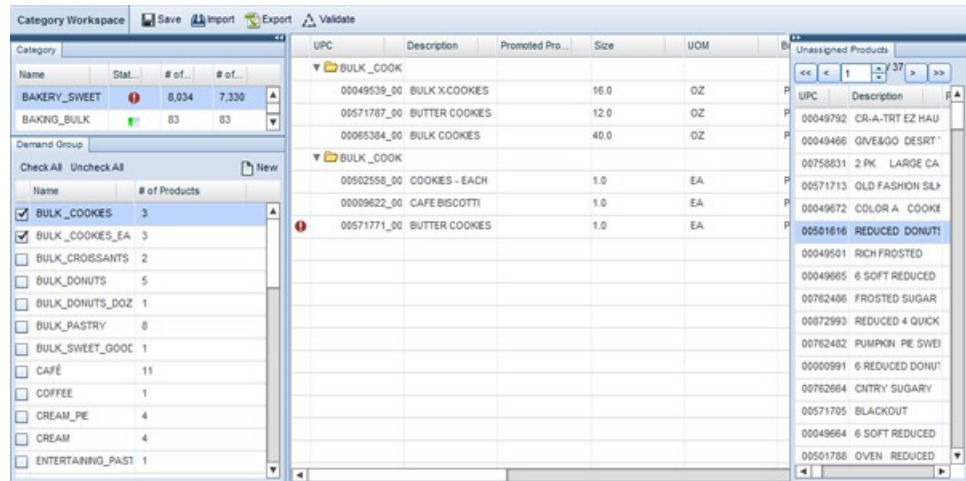 Category Workspace Save Import Export Validate
Category
Name Stat... # of... # of...
BAKERY_SWEET 8,034 7,330
BAKING_BULK 83 83
Demand Group
Check All Uncheck All New
Name # of Products
BULK_COOKIES 3
BULK_COOKIES_EA 3
BULK_CROISSANTS 2
BULK_DONUTS 5
BULK_DONUTS_DOZ 1
BULK_PASTRY 8
BULK_SWEET_GOOD 1
CAFÉ 11
COFFEE 1
CREAM_PIE 4
CREAM 4
ENTERTAINING_PAST 1
UPC Description Promoted Pro... Size UOM
BULK_COOK
00049539_00 BULK X.COOKIES 16.0 OZ P
00571787_00 BUTTER COOKIES 12.0 OZ P
00065384_00 BULK COOKIES 40.0 OZ P
BULK_COOK
00502558_00 COOKIES - EACH 1.0 EA P
00009622_00 CAFE BISCOTTI 1.0 EA P
00571771_00 BUTTER COOKIES 1.0 EA P
Unassigned Products
<< < 1 / 37 > >>
UPC Description
00049792 CR-A-TRT EZ HAU
00049466 GIVE&GO DESRT
00758831 2 PK LARGE CA
00571713 OLD FASHION SILK
00049672 COLOR A COOKIE
00501616 REDUCED DONUTS
00049501 RICH FROSTED
00049665 6 SOFT REDUCED
00762486 FROSTED SUGAR
00872993 REDUCED 4 QUICK
00762482 PUMPKIN PIE SWEE
00000991 6 REDUCED DONUT
00762664 CNTRY SUGARY
00571705 BLACKOUT
00049664 6 SOFT REDUCED
00501788 OVEN REDUCED